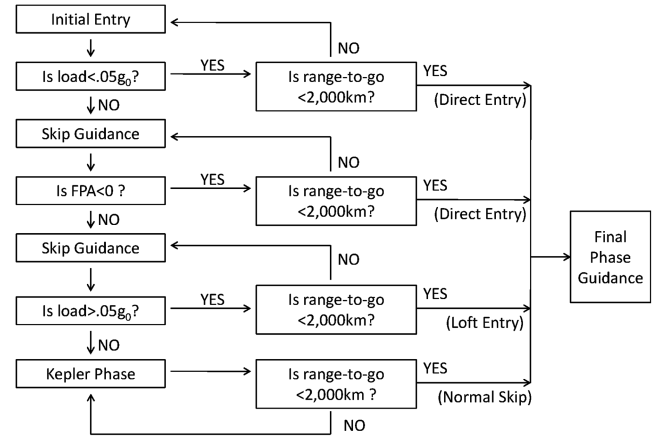 Initial Entry
NO
Is load<.05g₀?
YES
Is range-to-go
<2,000km?
YES
(Direct Entry)
NO
Skip Guidance
NO
Is FPA<0 ?
YES
Is range-to-go
<2,000km?
YES
(Direct Entry)
NO
Skip Guidance
NO
Final
Phase
Guidance
Is load>.05g₀?
YES
Is range-to-go
<2,000km?
YES
(Loft Entry)
NO
Kepler Phase
Is range-to-go
<2,000km ?
YES
(Normal Skip)
NO